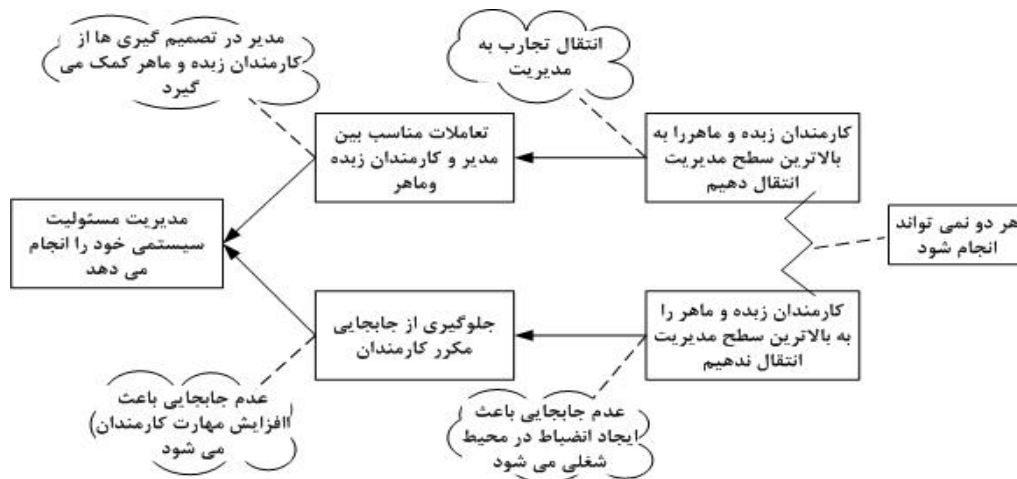 مدیر در تصمیم گیری ها از
کارمندان زبده و ماهر کمک می
گیرد
انتقال تجارب به
مدیریت
کارمندان زبده و ماهررا به
بالاترین سطح مدیریت
انتقال دهیم
تعاملات مناسب بین
مدیر و کارمندان زبده
وماهر
هر دو نمی تواند
انجام شود
مدیریت مسئولیت
سیستمی خود را انجام
می دهد
کارمندان زبده و ماهر را
به بالاترین سطح مدیریت
انتقال ندهیم
جلوگیری از جابجایی
مکرر کارمندان
عدم جابجایی باعث
ایجاد انضباط در محیط
شغلی می شود
عدم جابجایی باعث
اافزایش مهارت کارمندان
می شود